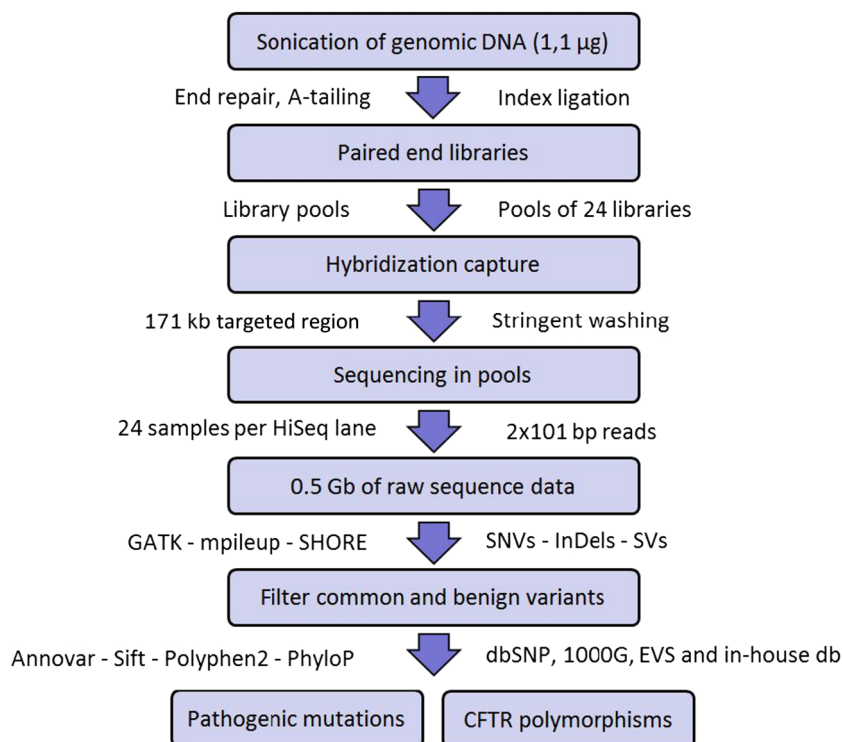 Sonication of genomic DNA (1,1 µg)
End repair, A-tailing
Index ligation
Paired end libraries
Library pools
Pools of 24 libraries
Hybridization capture
171 kb targeted region
Stringent washing
Sequencing in pools
24 samples per HiSeq lane
2x101 bp reads
0.5 Gb of raw sequence data
GATK - mpileup - SHORE
SNVs - InDels - SVs
Filter common and benign variants
Annovar - Sift - Polyphen2 - PhyloP
dbSNP, 1000G, EVS and in-house db
Pathogenic mutations
CFTR polymorphisms